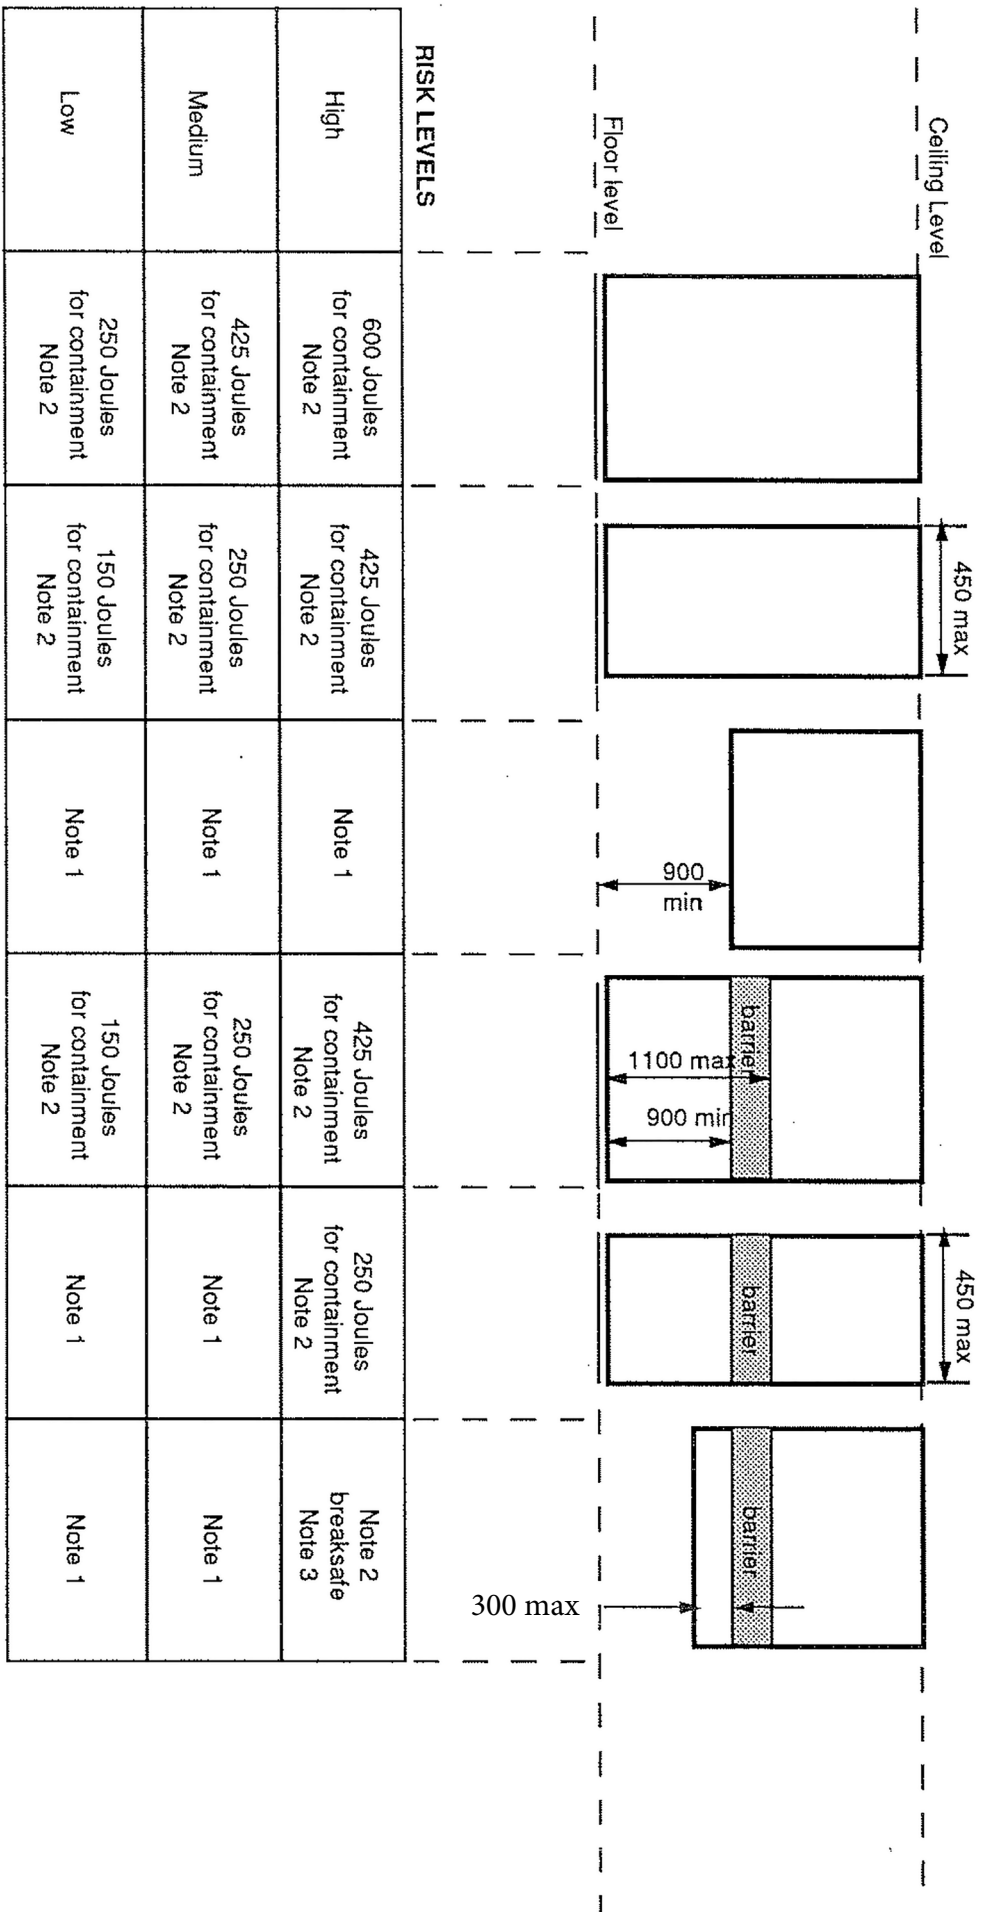 Ceiling Level
450 max
450 max
900
min
barrier
1100 max
900 min
barrier
barrier
300 max
Floor level
RISK LEVELS
High
600 Joules
for containment
Note 2
425 Joules
for containment
Note 2
Note 1
425 Joules
for containment
Note 2
250 Joules
for containment
Note 2
Note 2
breaksafe
Note 3
Medium
425 Joules
for containment
Note 2
250 Joules
for containment
Note 2
Note 1
250 Joules
for containment
Note 2
Note 1
Note 1
Low
250 Joules
for containment
Note 2
150 Joules
for containment
Note 2
Note 1
150 Joules
for containment
Note 2
Note 1
Note 1